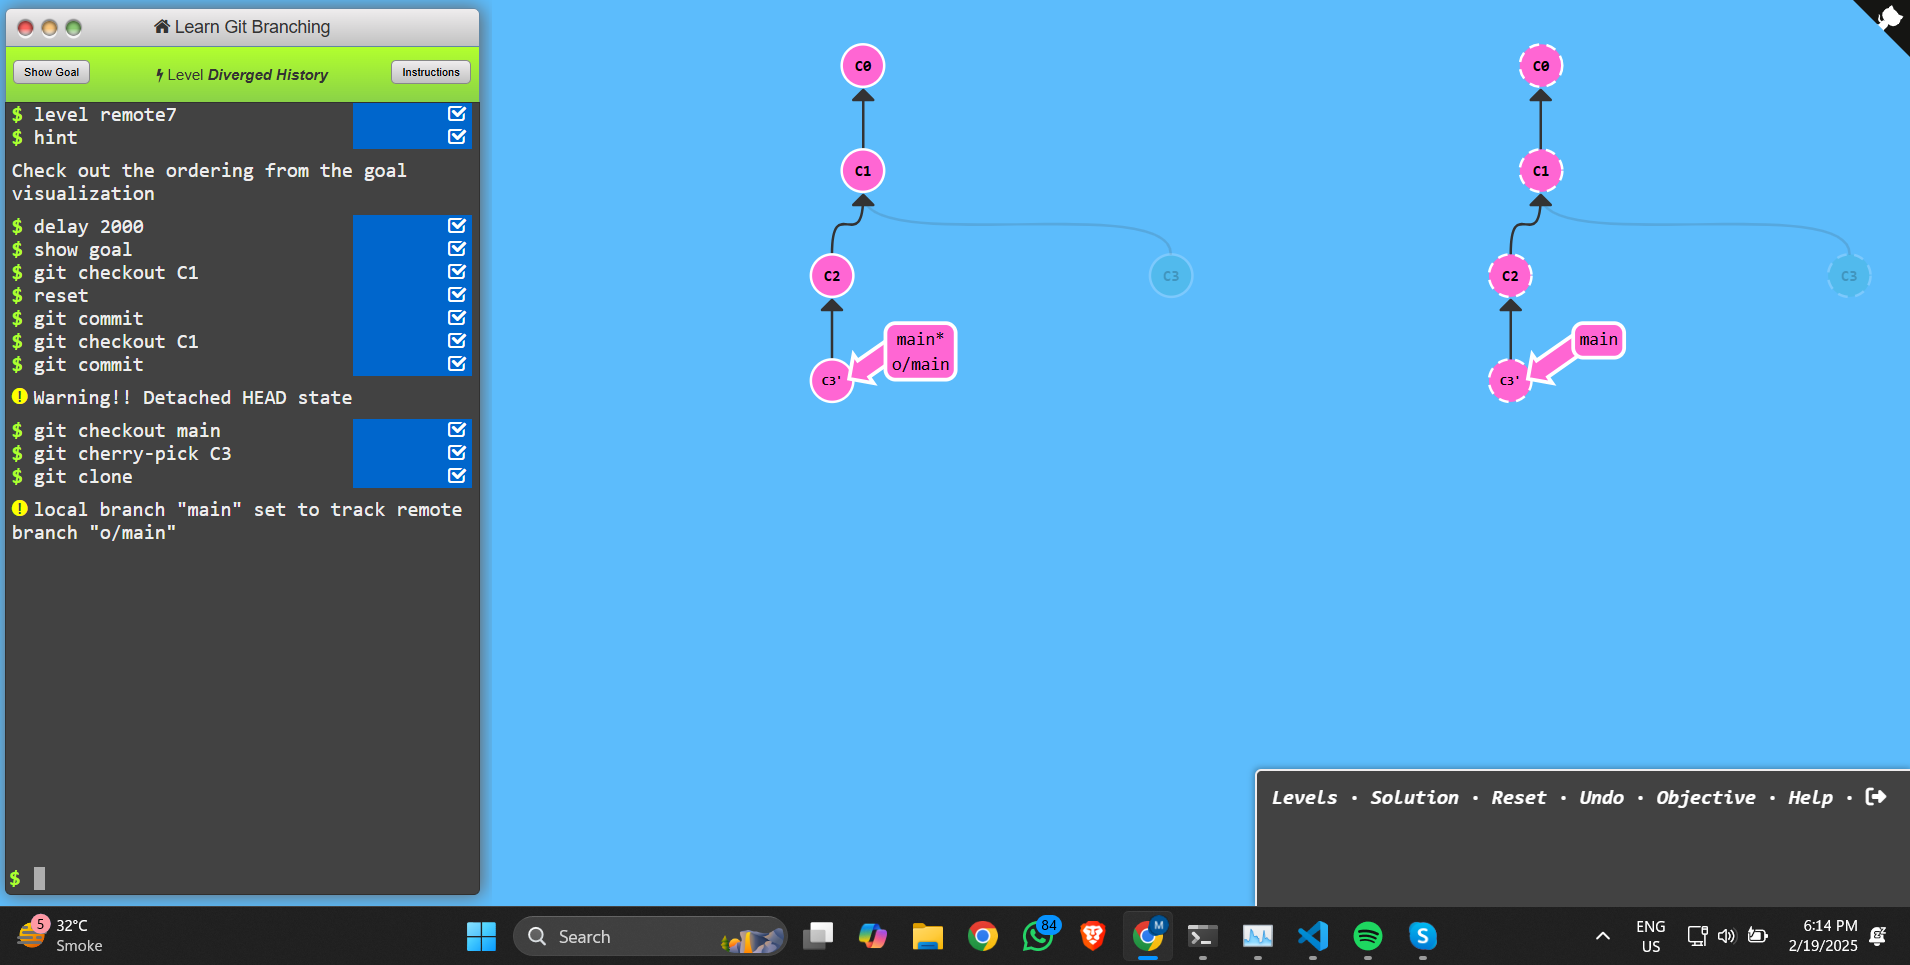 Learn Git Branching
Show Goal
Level Diverged History
Instructions
$ level remote7
$ hint
Check out the ordering from the goal
visualization
$ delay 2000
$ show goal
$ git checkout C1
$ reset
$ git commit
$ git checkout C1
$ git commit
Warning!! Detached HEAD state
$ git checkout main
$ git cherry-pick C3
$ git clone
local branch "main" set to track remote
branch "o/main"
$
C0
C1
C2
C3
main*
o/main
C3'
C0
C1
C2
C3
main
C3'
Levels · Solution · Reset · Undo · Objective · Help ·
5
32°C
Smoke
Search
84
M
ENG
US
6:14 PM
2/19/2025